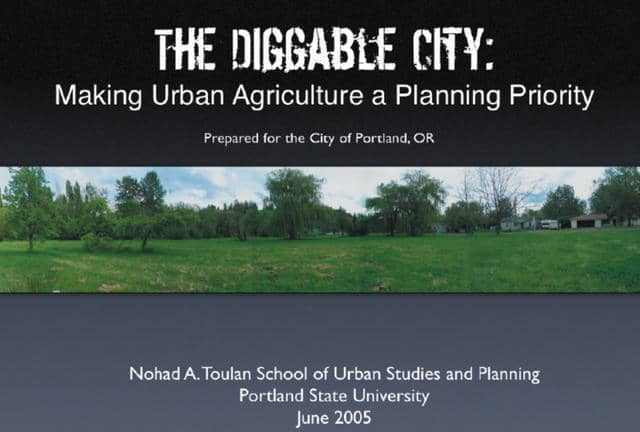 THE DIGGABLE CITY:
Making Urban Agriculture a Planning Priority
Prepared for the City of Portland, OR
Nohad A. Toulan School of Urban Studies and Planning
Portland State University
June 2005